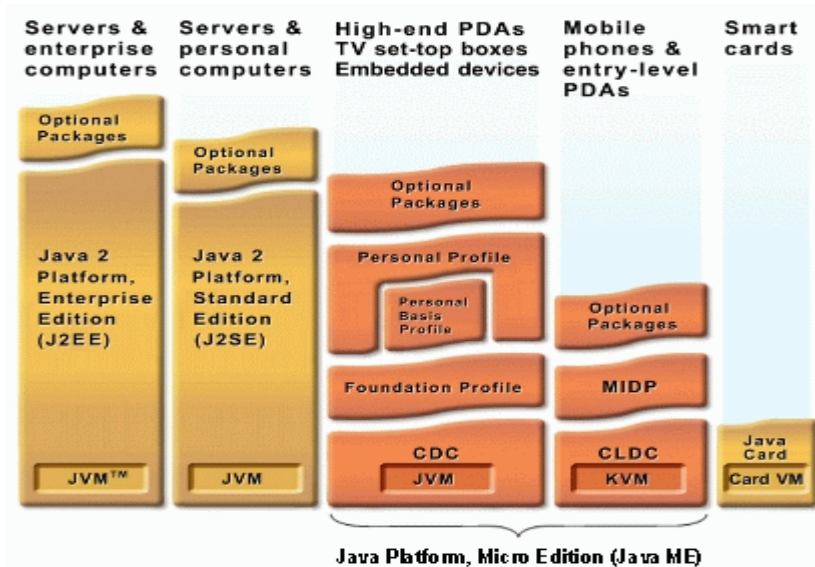 Servers &
enterprise
computers
Servers &
personal
computers
High-end PDAs
TV set-top boxes
Embedded devices
Mobile
phones &
entry-level
PDAs
Smart
cards
Optional
Packages
Java 2
Platform,
Enterprise
Edition
(J2EE)
JVM™
Optional
Packages
Java 2
Platform,
Standard
Edition
(J2SE)
JVM
Optional
Packages
Personal Profile
Personal
Basis
Profile
Foundation Profile
CDC
JVM
Optional
Packages
MIDP
CLDC
KVM
Java
Card
Card VM
Java Platform, Micro Edition (Java ME)